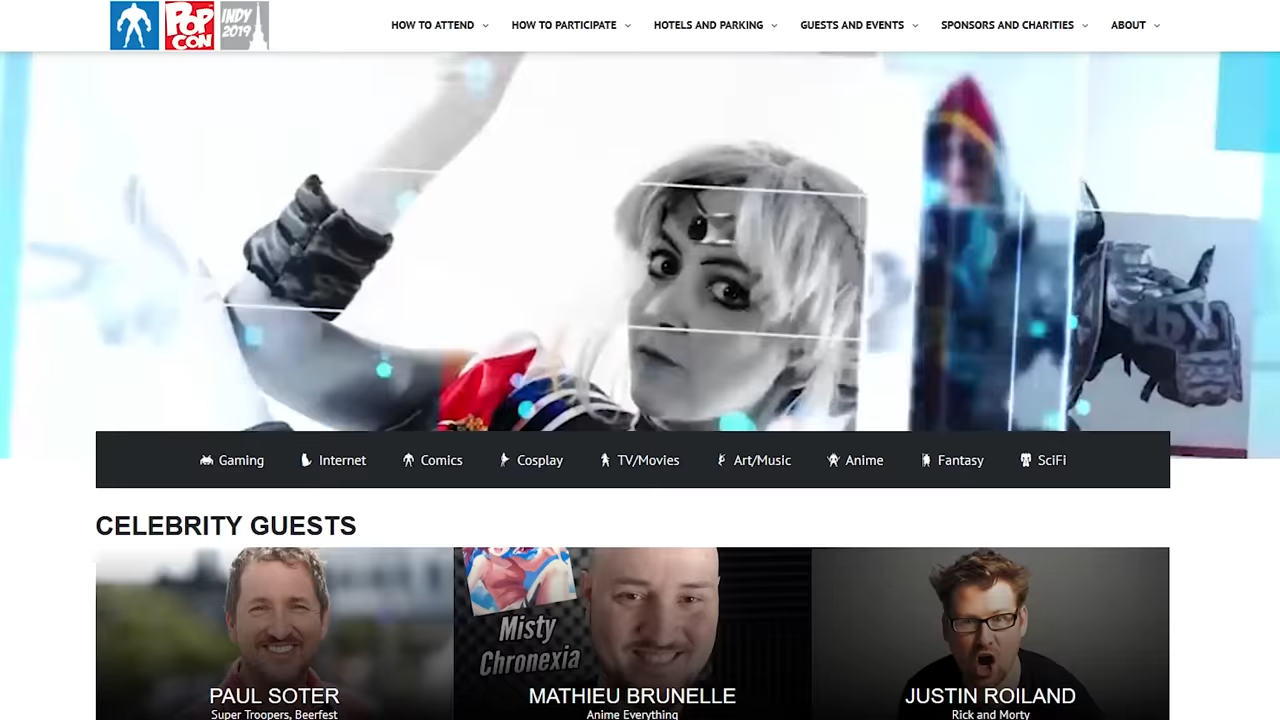 POP CON
INDY 2019
HOW TO ATTEND
HOW TO PARTICIPATE
HOTELS AND PARKING
GUESTS AND EVENTS
SPONSORS AND CHARITIES
ABOUT
Gaming
Internet
Comics
Cosplay
TV/Movies
Art/Music
Anime
Fantasy
SciFi
CELEBRITY GUESTS
Misty
Chronexia
PAUL SOTER
Super Troopers, Beerfest
MATHIEU BRUNELLE
Anime Everything
JUSTIN ROILAND
Rick and Morty